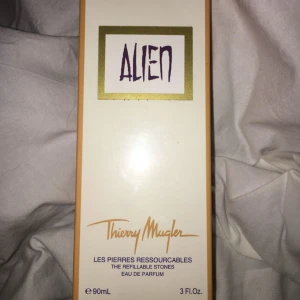 ALIEN
Thierry Mugler
LES PIERRES RESSOURCABLES
THE REFILLABLE STONES
EAU DE PARFUM
℮ 90mL 3 Fl.Oz.